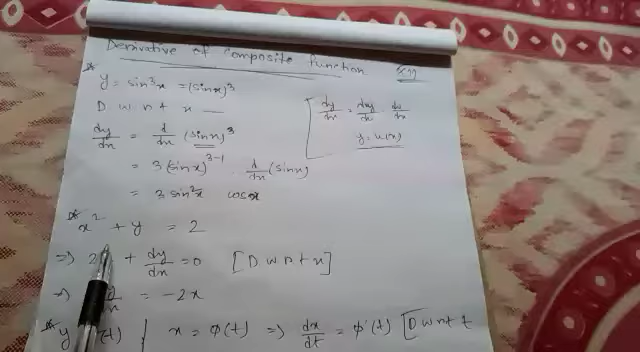 Derivative of Composite function
* y = sin³x = (sinx)³
D w r t x
dy/dx = d/dx (sinx)³
= 3(sinx)³⁻¹ d/dx (sinx)
= 3 sin²x cosx
[ dy/dx = dy/du du/dx
y = u(x)
* x² + y = 2
⇒ 2 + dy/dx = 0 [D w r t x]
⇒ = -2x
* y (t) | x = φ(t) ⇒ dx/dt = φ'(t) [D w r t t